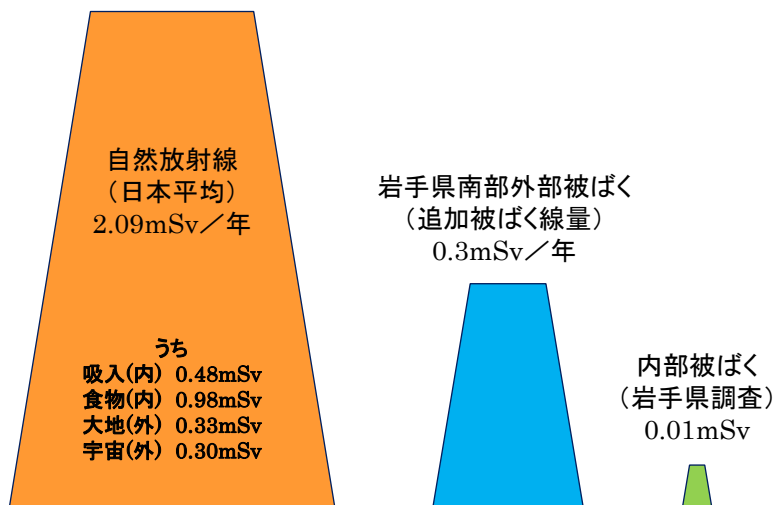 自然放射線
（日本平均）
2.09mSv／年
うち
吸入(内) 0.48mSv
食物(内) 0.98mSv
大地(外) 0.33mSv
宇宙(外) 0.30mSv
岩手県南部外部被ばく
（追加被ばく線量）
0.3mSv／年
内部被ばく
（岩手県調査）
0.01mSv